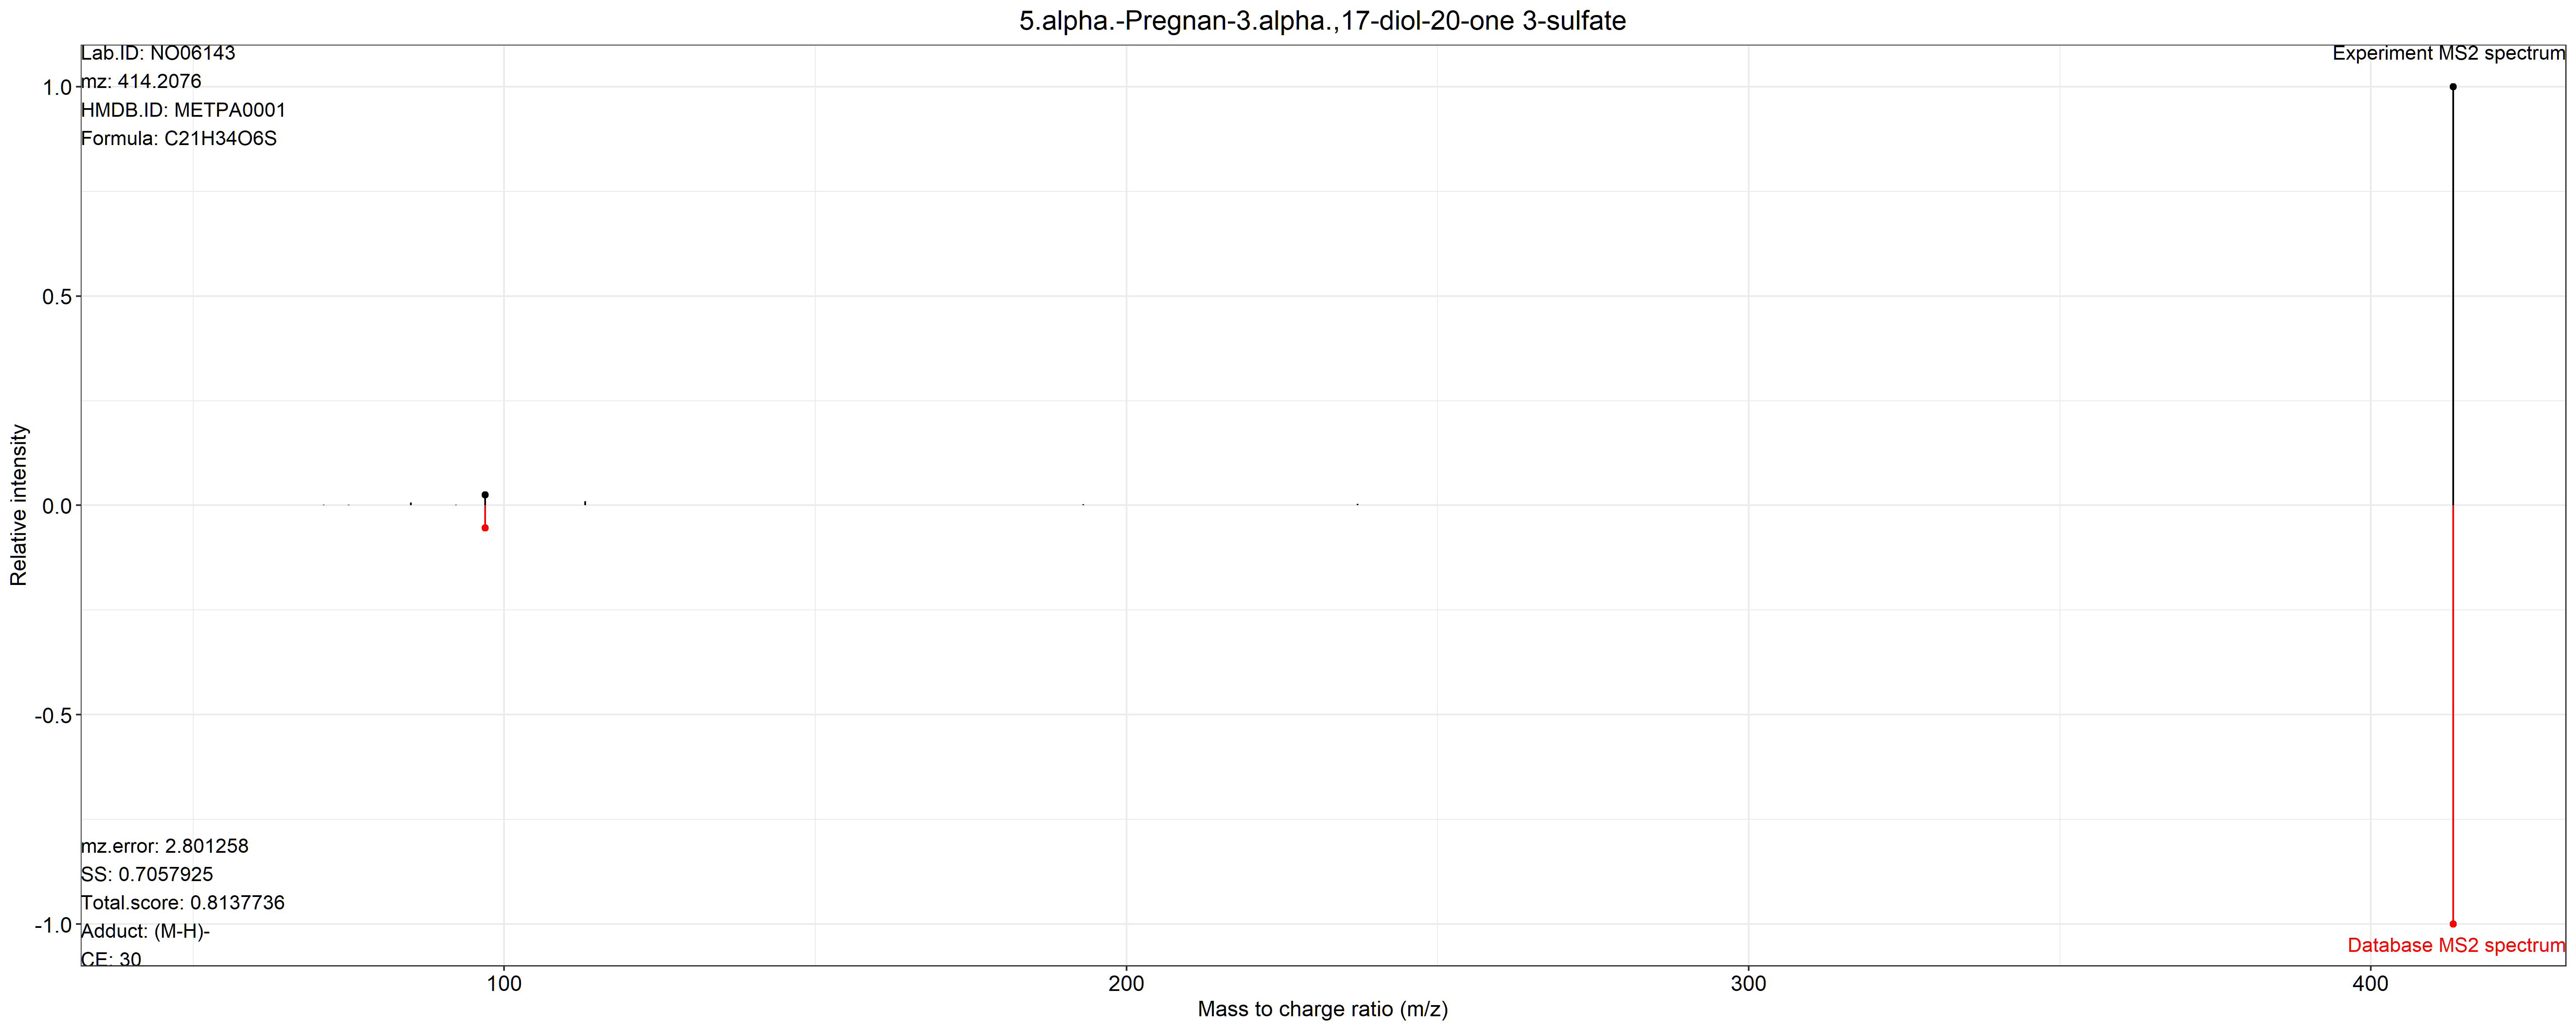 5.alpha.-Pregnan-3.alpha.,17-diol-20-one 3-sulfate
Lab.ID: NO06143
mz: 414.2076
HMDB.ID: METPA0001
Formula: C21H34O6S
Experiment MS2 spectrum
1.0
0.5
0.0
-0.5
-1.0
Relative intensity
mz.error: 2.801258
SS: 0.7057925
Total.score: 0.8137736
Adduct: (M-H)-
CE: 30
Database MS2 spectrum
100
200
300
400
Mass to charge ratio (m/z)